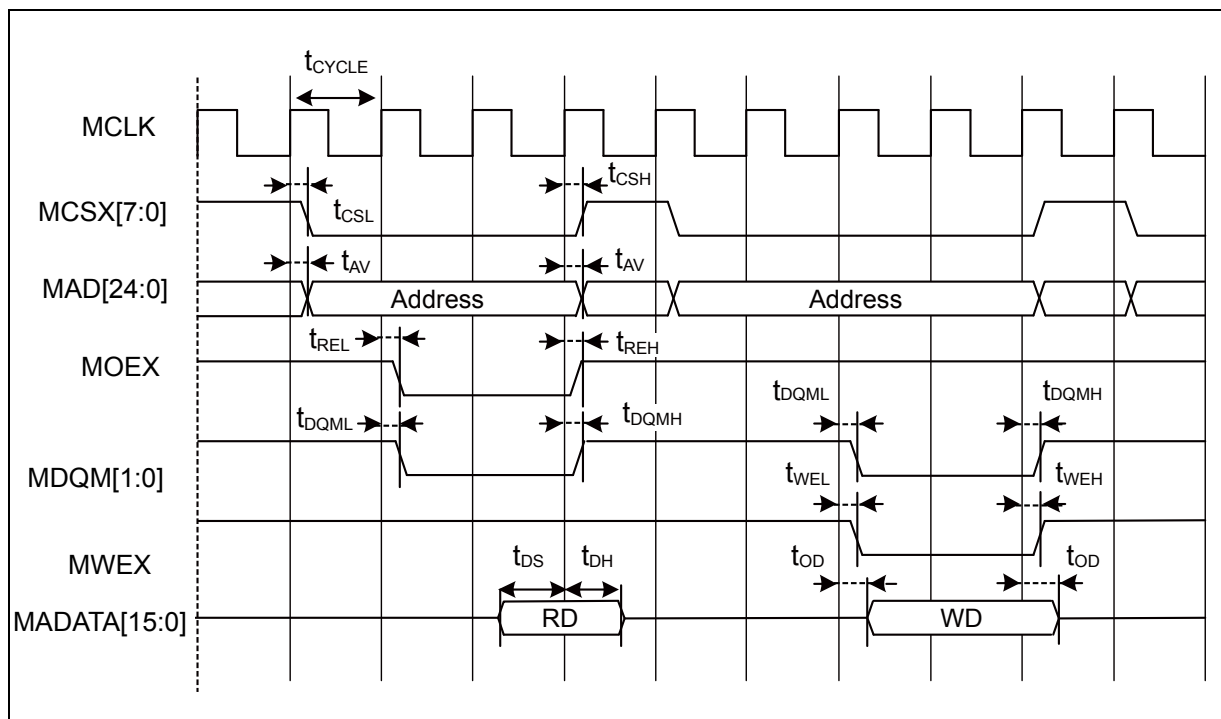 tCYCLE
MCLK
tCSH
MCSX[7:0]
tCSL
tAV
tAV
MAD[24:0]
Address
Address
tREL
tREH
MOEX
tDQML
tDQMH
tDQML
tDQMH
MDQM[1:0]
tWEL
tWEH
MWEX
tDS
tDH
tOD
tOD
MADATA[15:0]
RD
WD